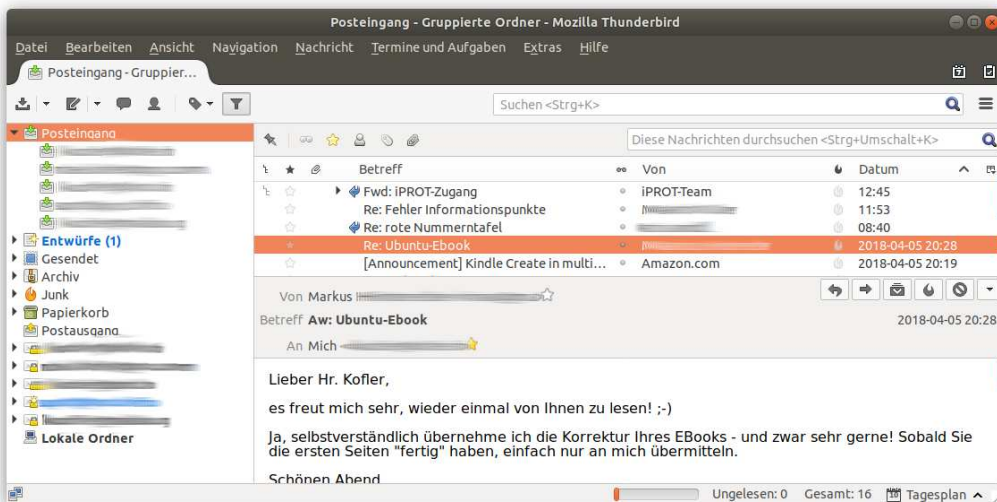 Posteingang - Gruppierte Ordner - Mozilla Thunderbird
Datei Bearbeiten Ansicht Navigation Nachricht Termine und Aufgaben Extras Hilfe
Posteingang - Gruppier...
Suchen <Strg+K>
Posteingang
Entwürfe (1)
Gesendet
Archiv
Junk
Papierkorb
Postausgang
Lokale Ordner
Diese Nachrichten durchsuchen <Strg+Umschalt+K>
Betreff Von Datum
Fwd: iPROT-Zugang iPROT-Team 12:45
Re: Fehler Informationspunkte 11:53
Re: rote Nummerntafel 08:40
Re: Ubuntu-Ebook 2018-04-05 20:28
[Announcement] Kindle Create in multi... Amazon.com 2018-04-05 20:19
Von Markus
Betreff Aw: Ubuntu-Ebook 2018-04-05 20:28
An Mich
Lieber Hr. Kofler,
es freut mich sehr, wieder einmal von Ihnen zu lesen! ;-)
Ja, selbstverständlich übernehme ich die Korrektur Ihres EBooks - und zwar sehr gerne! Sobald Sie
die ersten Seiten "fertig" haben, einfach nur an mich übermitteln.
Schönen Abend
Ungelesen: 0 Gesamt: 16 Tagesplan